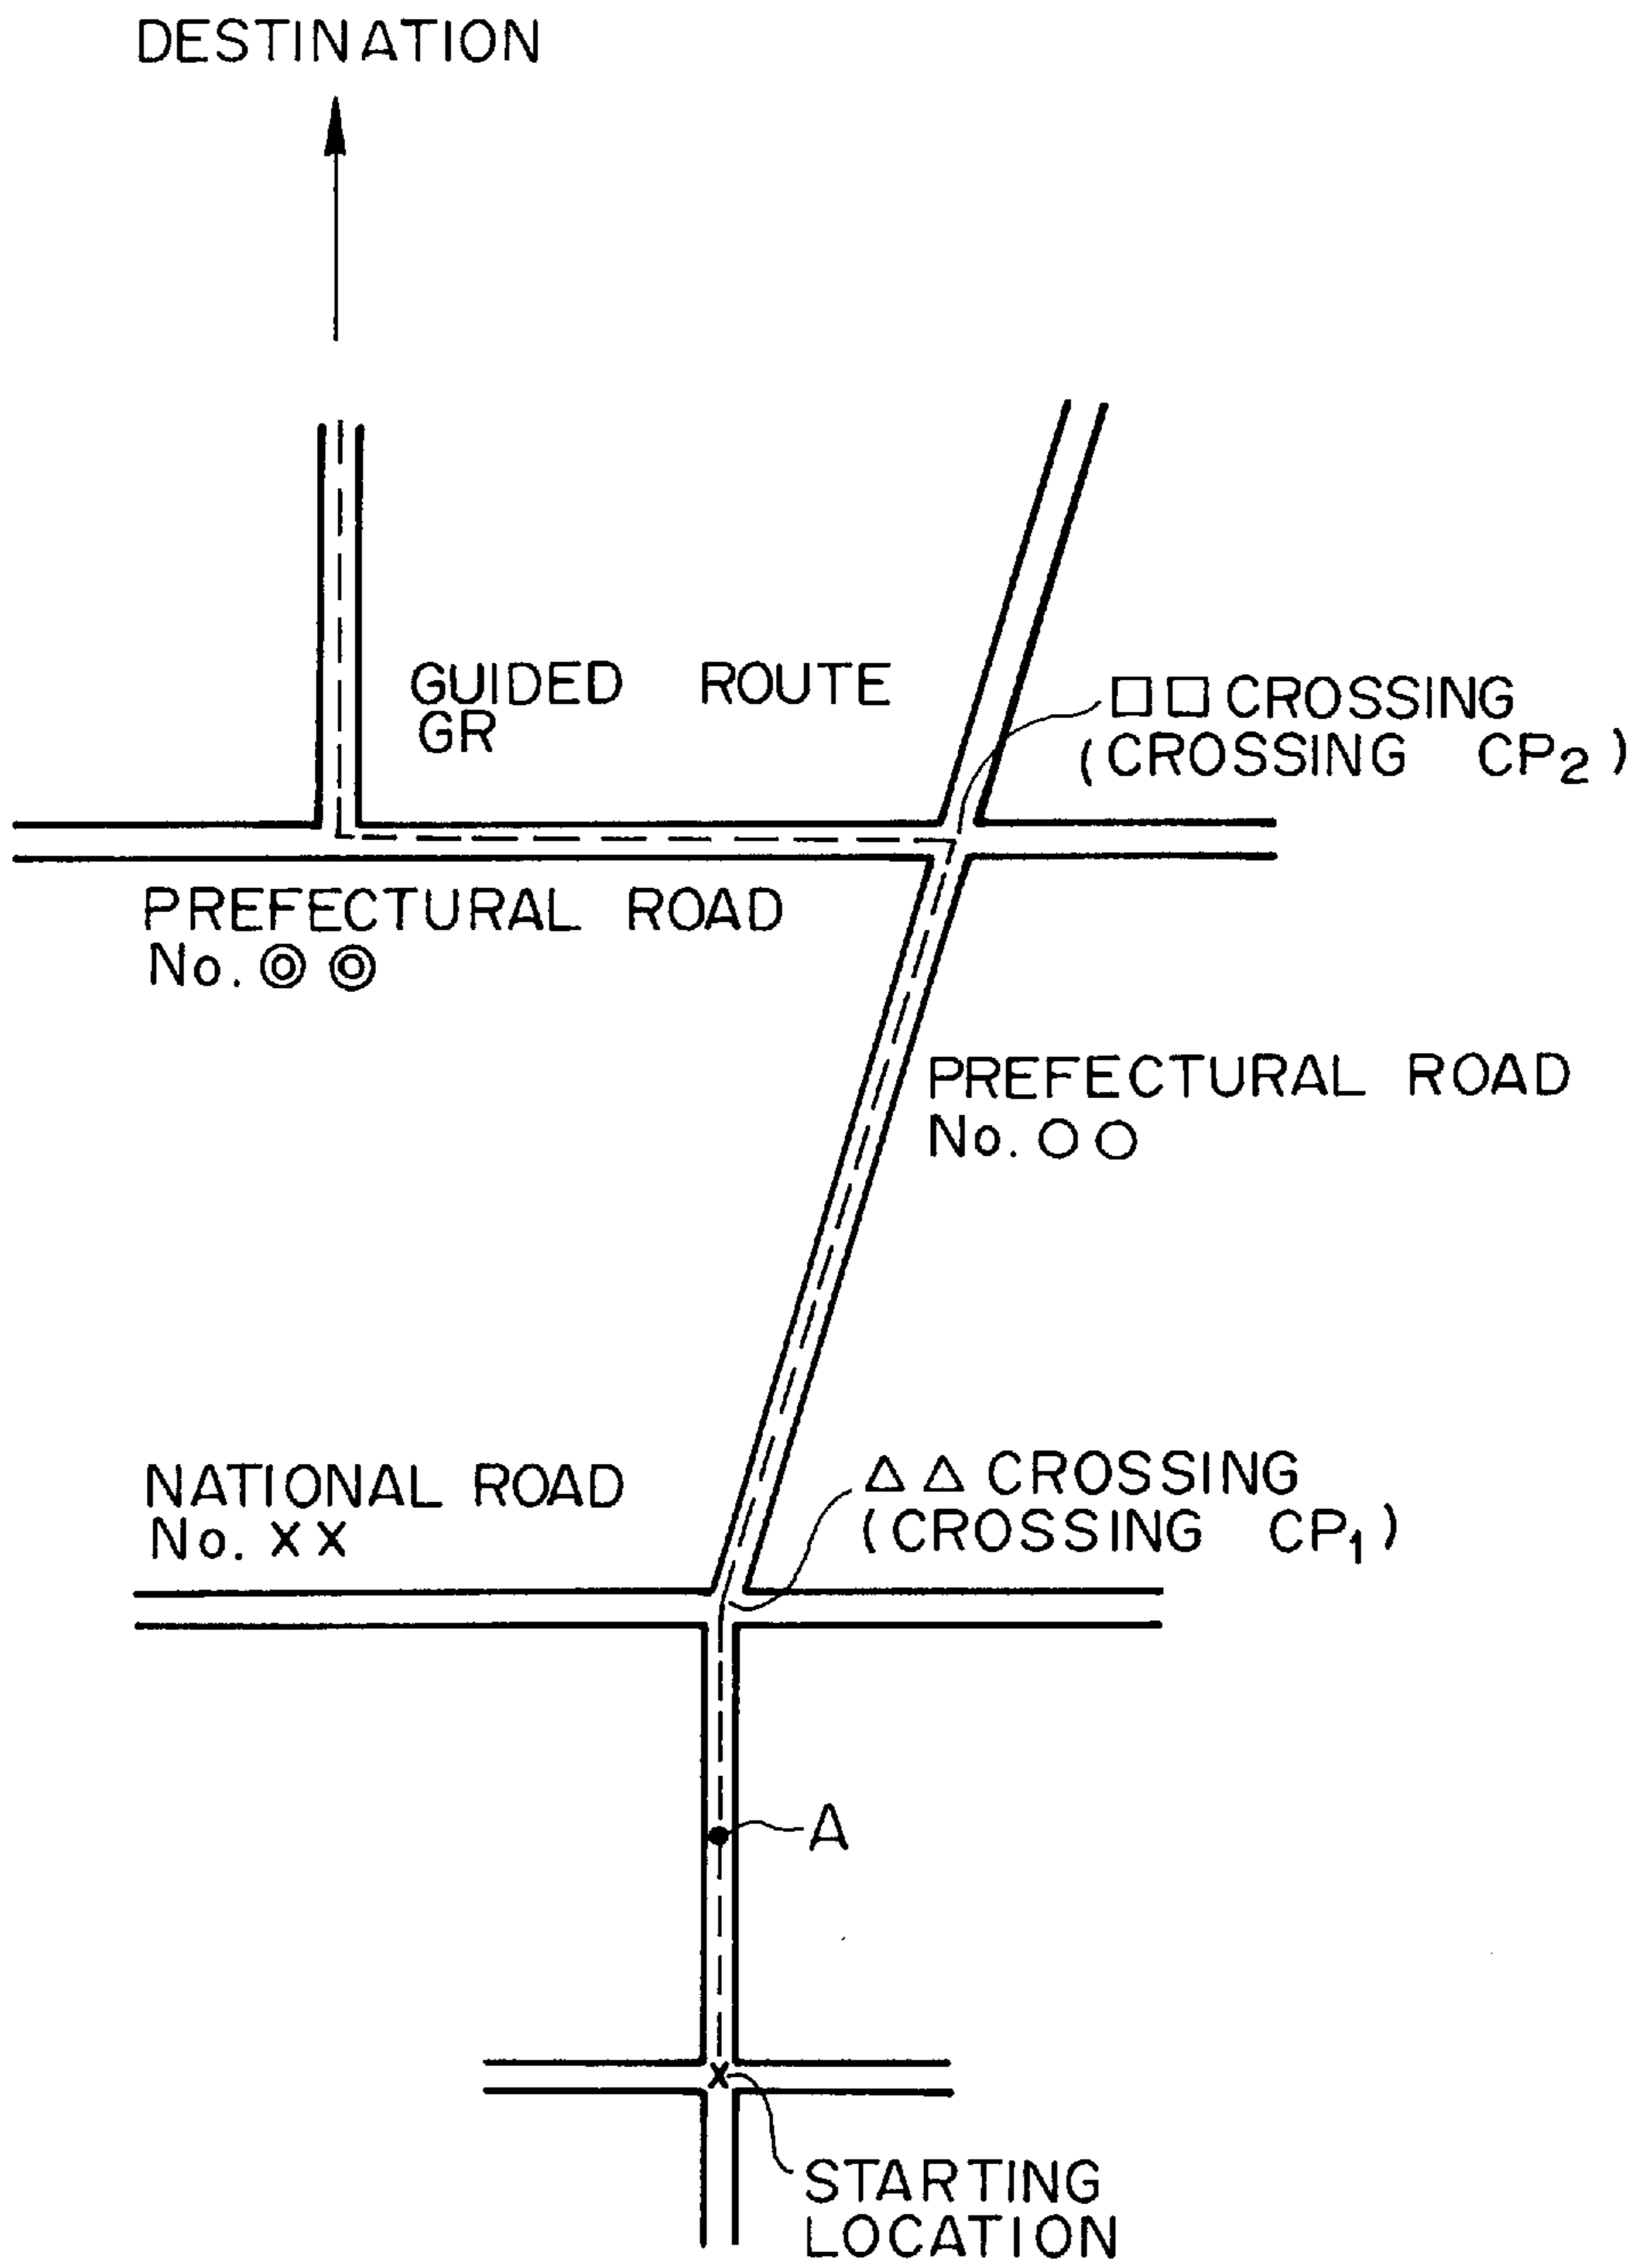 DESTINATION
GUIDED ROUTE
GR
□□ CROSSING
(CROSSING CP₂)
PREFECTURAL ROAD
No. ◎◎
PREFECTURAL ROAD
No. ○○
NATIONAL ROAD
No. XX
△△ CROSSING
(CROSSING CP₁)
A
X
STARTING
LOCATION